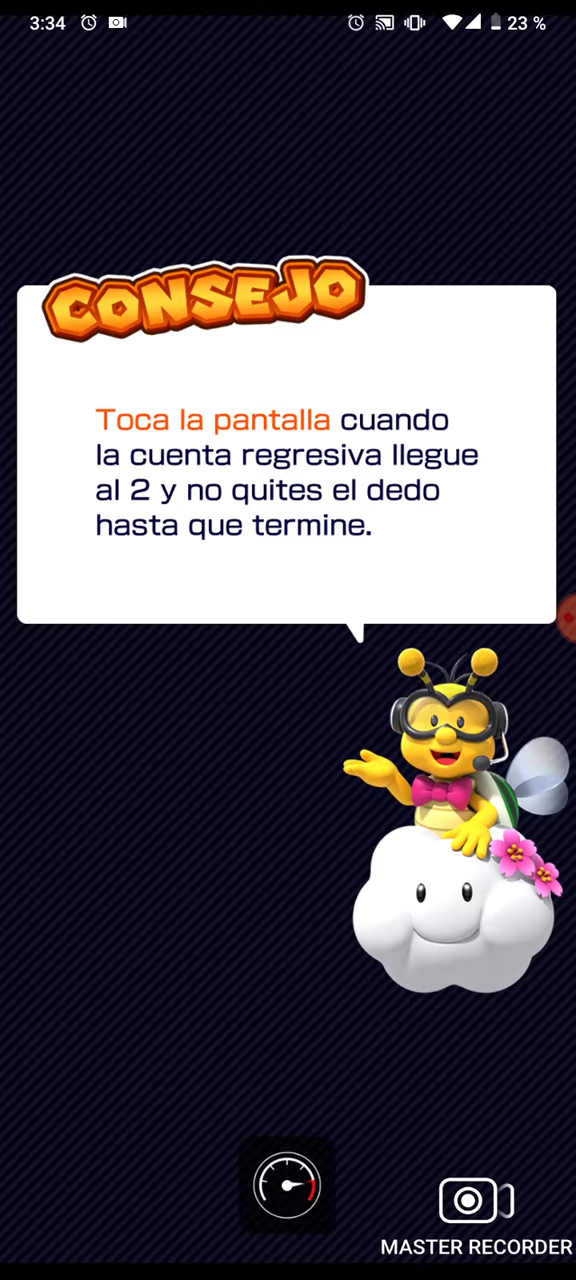 3:34
23 %
CONSEJO
Toca la pantalla cuando
la cuenta regresiva llegue
al 2 y no quites el dedo
hasta que termine.
MASTER RECORDER